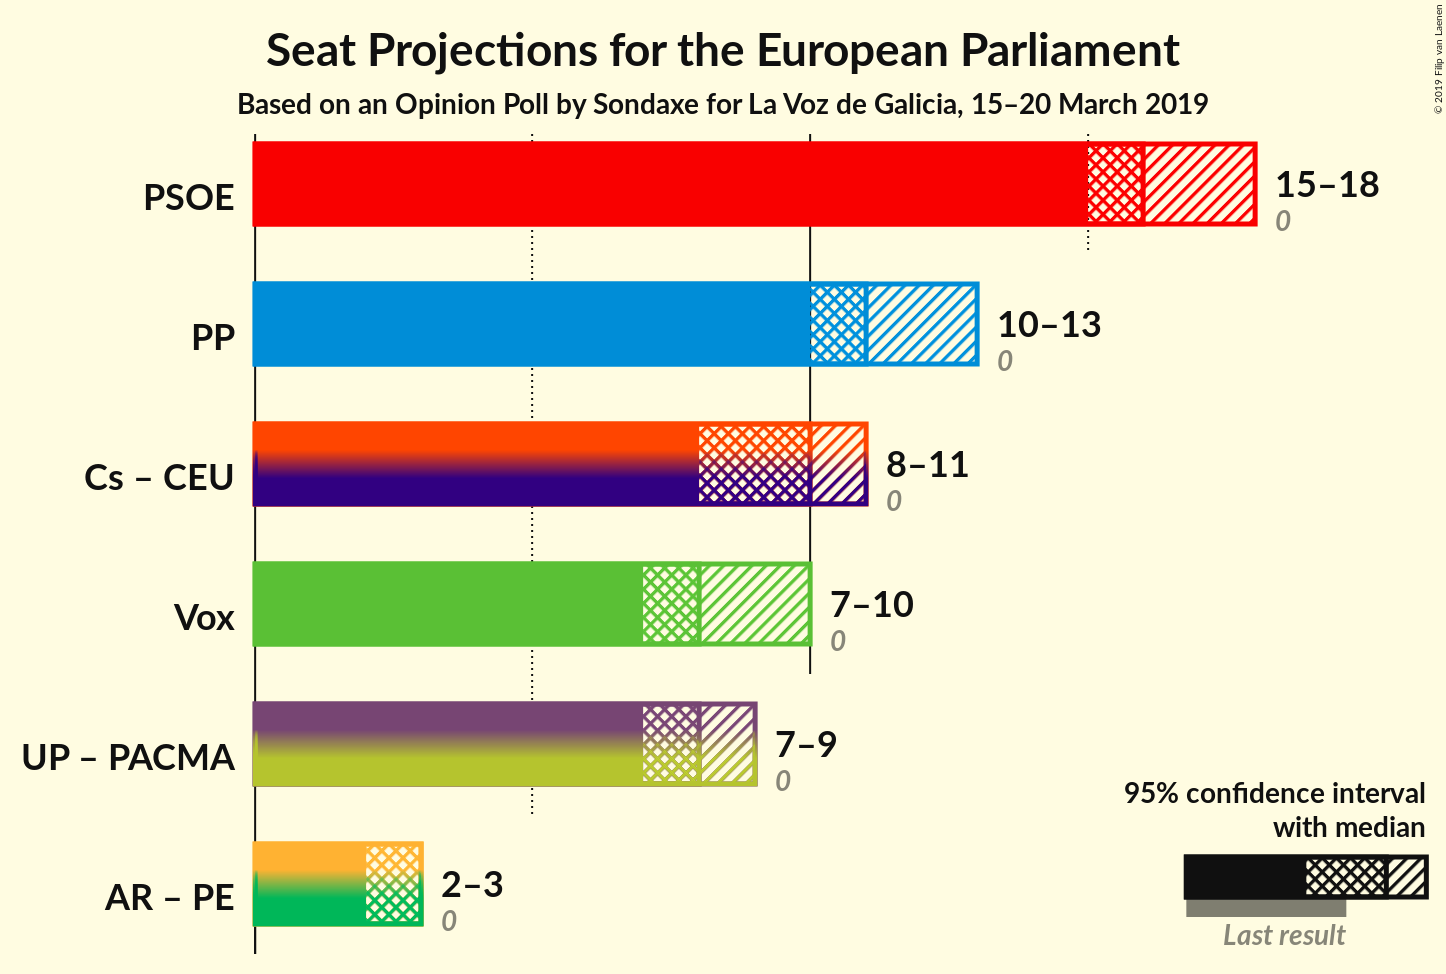 Seat Projections for the European Parliament
Based on an Opinion Poll by Sondaxe for La Voz de Galicia, 15–20 March 2019
© 2019 Filip van Laenen
PSOE
15–18
0
PP
10–13
0
Cs – CEU
8–11
0
Vox
7–10
0
UP – PACMA
7–9
0
AR – PE
2–3
0
95% confidence interval
with median
Last result